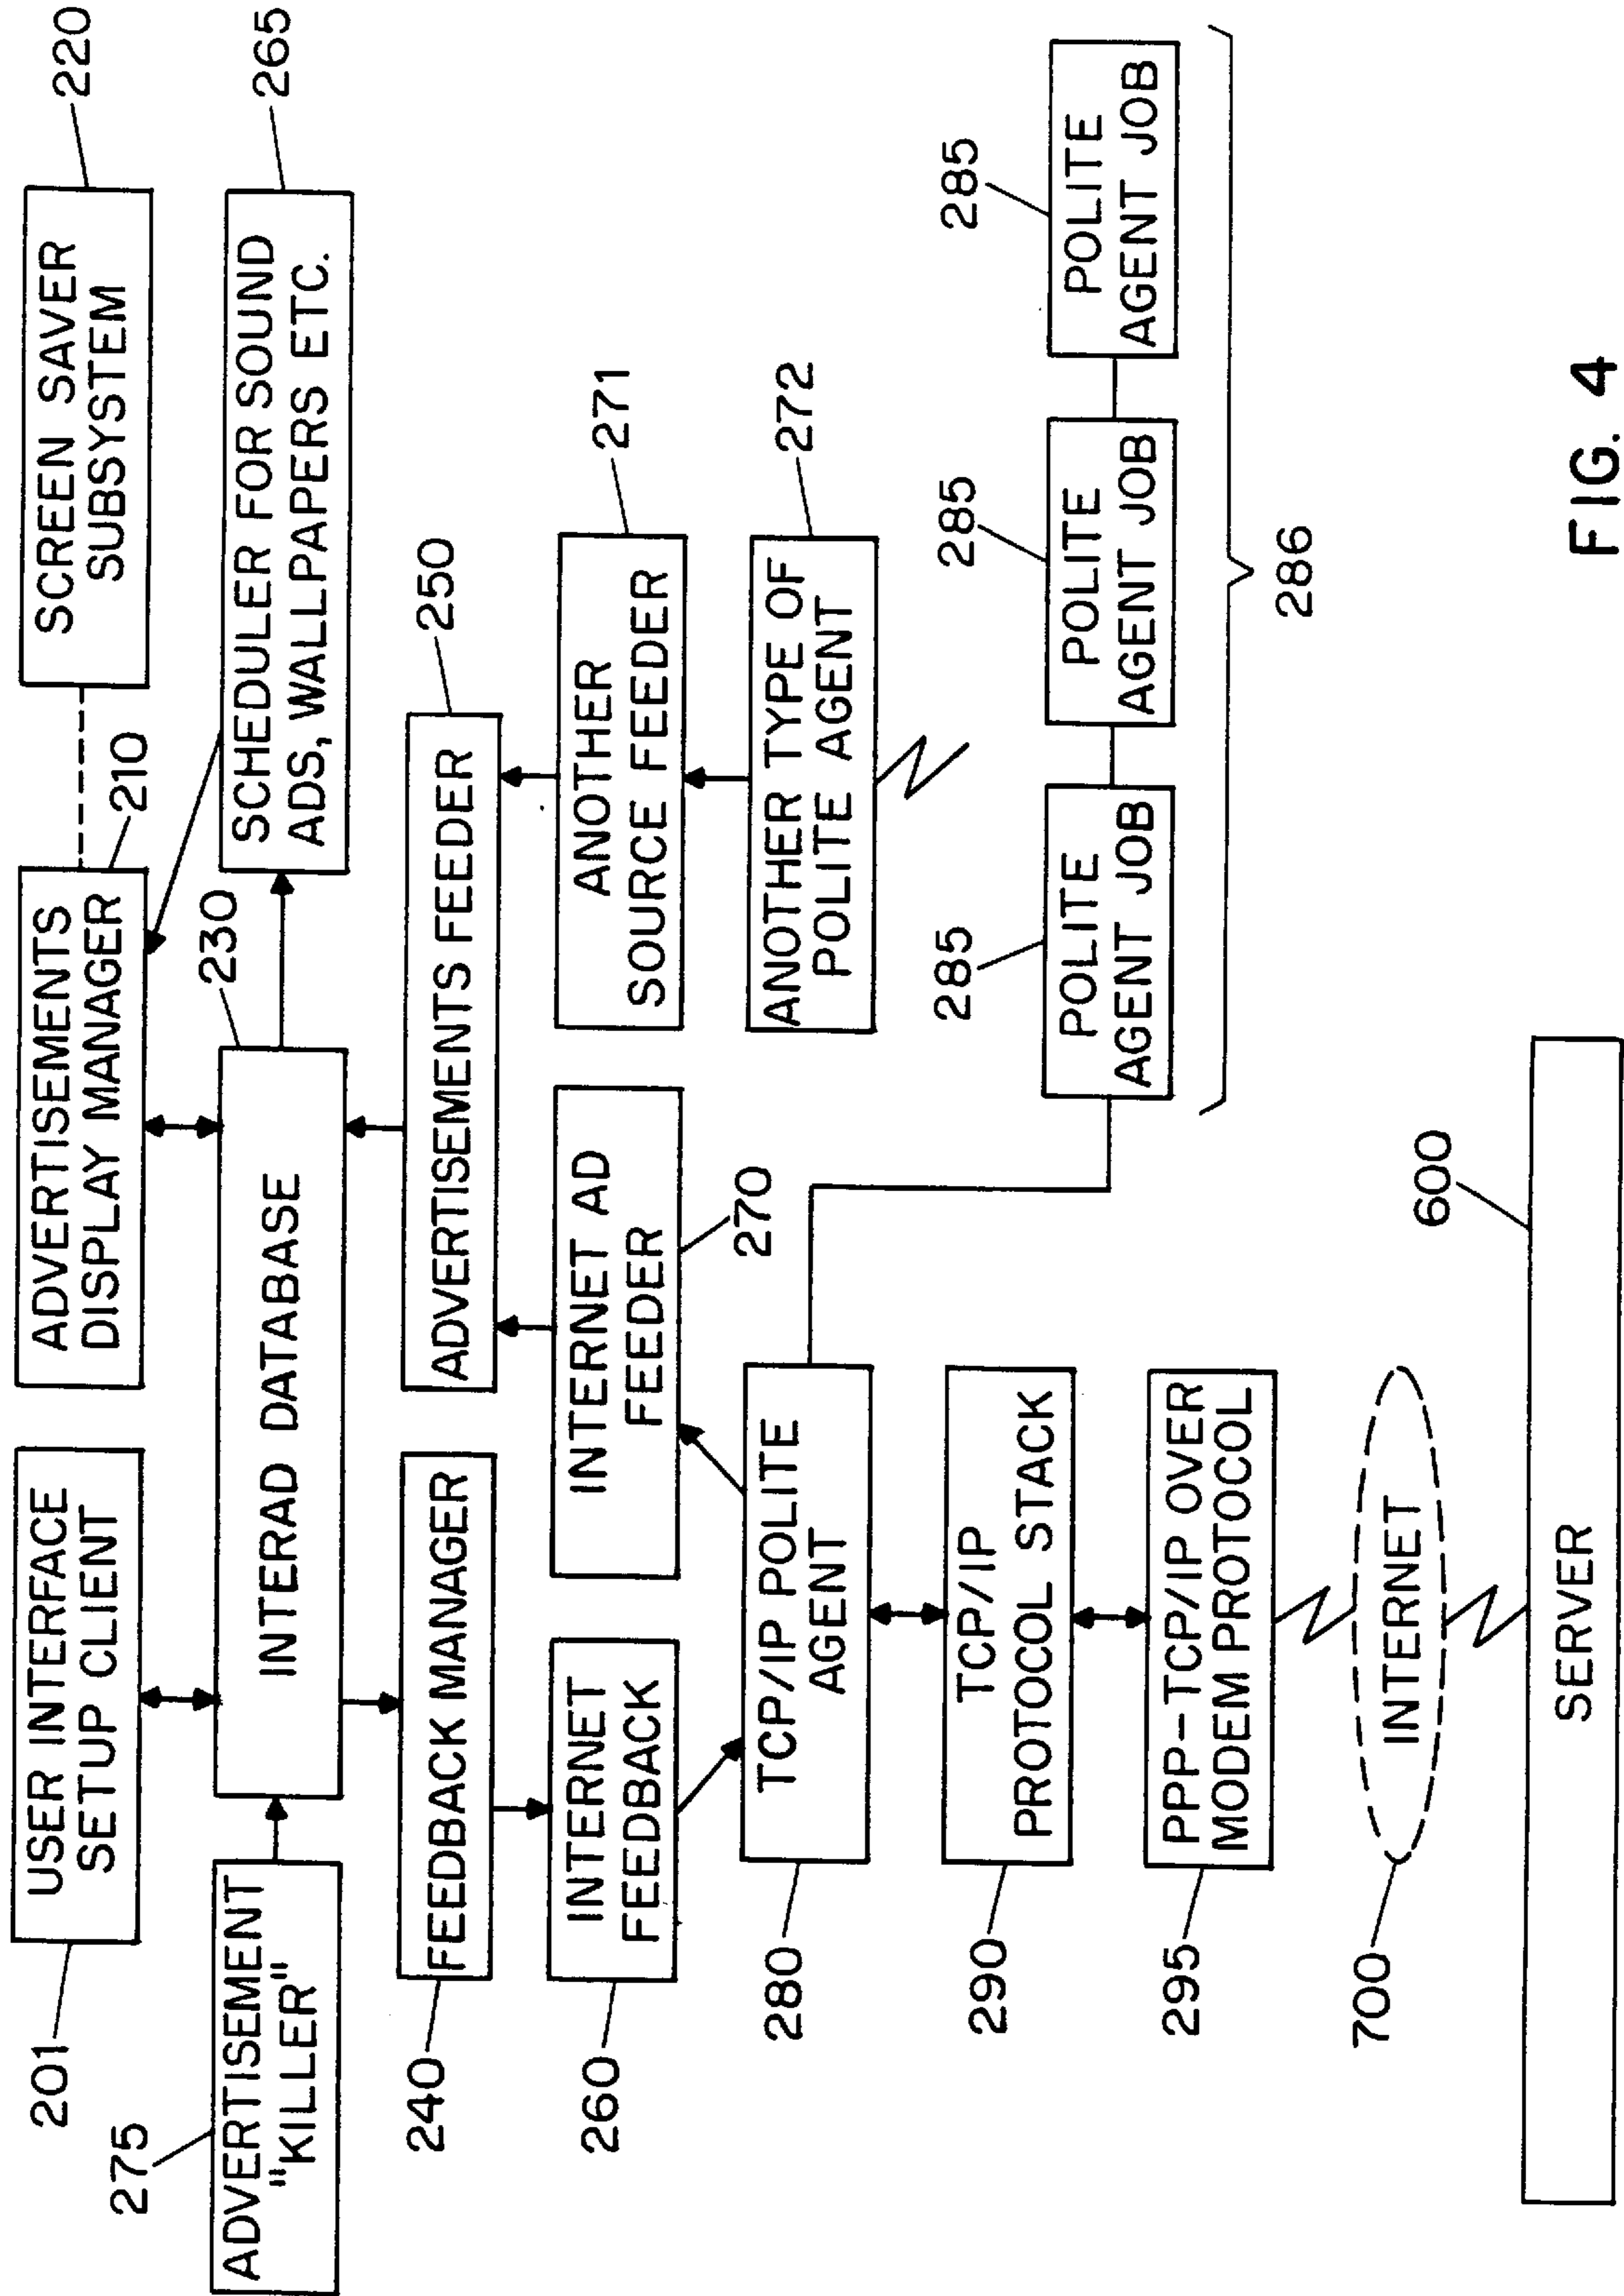 220
SCREEN SAVER
SUBSYSTEM
210
ADVERTISEMENTS
DISPLAY MANAGER
201
USER INTERFACE
SETUP CLIENT
265
SCHEDULER FOR SOUND
ADS, WALLPAPERS ETC.
230
INTERAD DATABASE
275
ADVERTISEMENT
"KILLER"
250
ADVERTISEMENTS FEEDER
240
FEEDBACK MANAGER
271
ANOTHER
SOURCE FEEDER
270
INTERNET AD
FEEDER
260
INTERNET
FEEDBACK
272
ANOTHER TYPE OF
POLITE AGENT
280
TCP/IP POLITE
AGENT
285
POLITE
AGENT JOB
285
POLITE
AGENT JOB
285
POLITE
AGENT JOB
286
290
TCP/IP
PROTOCOL STACK
295
PPP-TCP/IP OVER
MODEM PROTOCOL
700
INTERNET
600
SERVER
FIG. 4